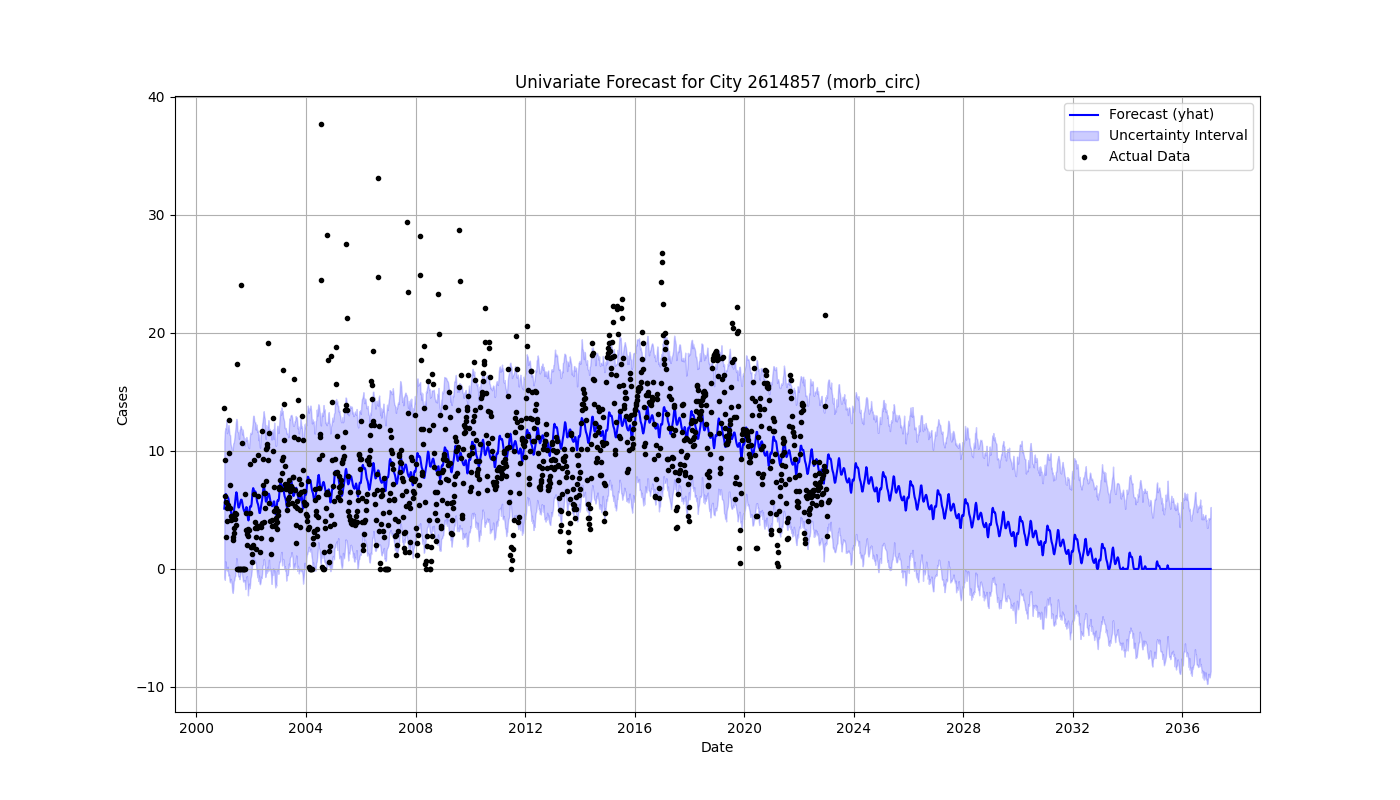 Univariate Forecast for City 2614857 (morb_circ)
Forecast (yhat)
Uncertainty Interval
Actual Data
Cases
40
30
20
10
0
−10
2000 2004 2008 2012 2016 2020 2024 2028 2032 2036
Date